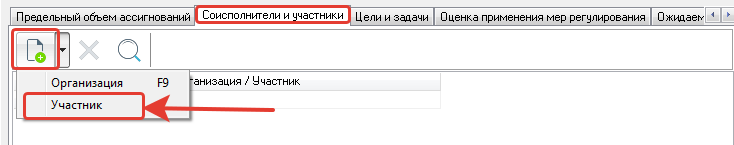 Предельный объем ассигнований Соисполнители и участники Цели и задачи Оценка применения мер регулирования Ожидаем
Организация F9
ганизация / Участник
Участник